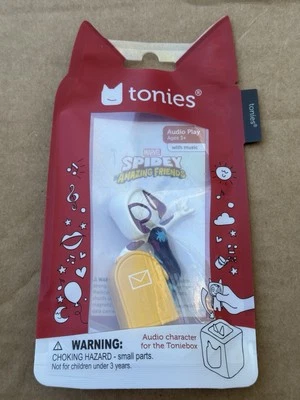 tonies®
tonies®
Audio Play
Ages 3+
with music
MARVEL
SPIDEY
AND HIS
AMAZING FRIENDS
Audio character
for the Toniebox
WARNING:
CHOKING HAZARD - small parts.
Not for children under 3 years.